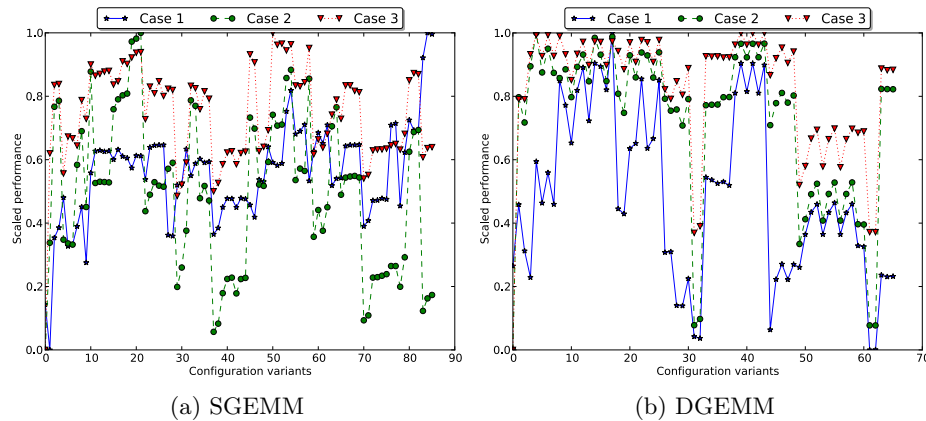 Case 1 Case 2 Case 3
1.0
0.8
0.6
0.4
0.2
0.0
Scaled performance
0 10 20 30 40 50 60 70 80 90
Configuration variants
(a) SGEMM
Case 1 Case 2 Case 3
1.0
0.8
0.6
0.4
0.2
0.0
Scaled performance
0 10 20 30 40 50 60 70
Configuration variants
(b) DGEMM